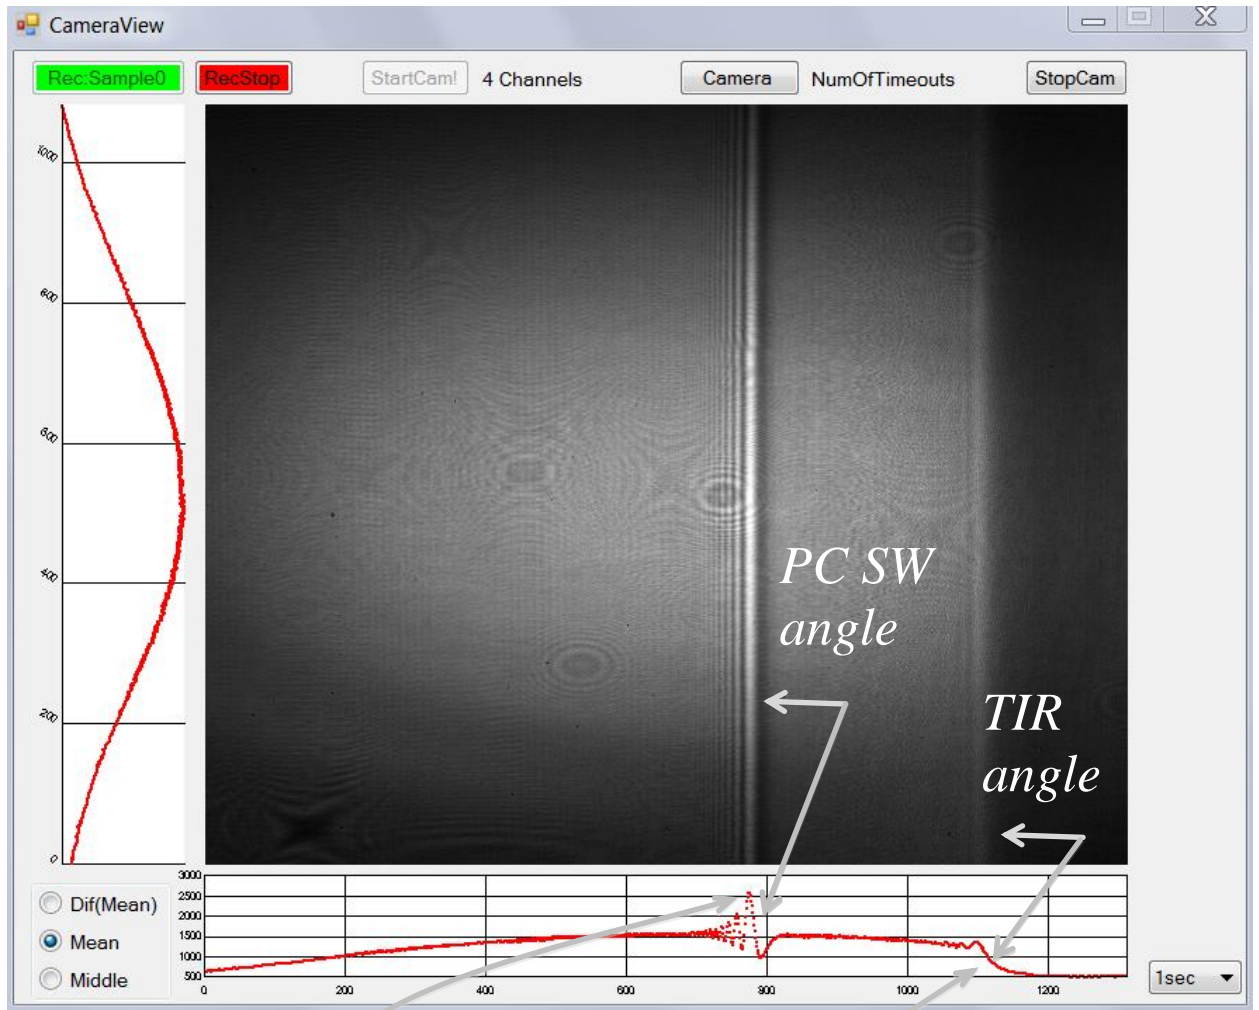 CameraView
Rec:Sample0 RecStop StartCam! 4 Channels Camera NumOfTimeouts StopCam
1000
800
600
400
200
0
PC SW
angle
TIR
angle
3000
2500
2000
1500
1000
500
0 200 400 600 800 1000 1200
Dif(Mean)
Mean
Middle
1sec